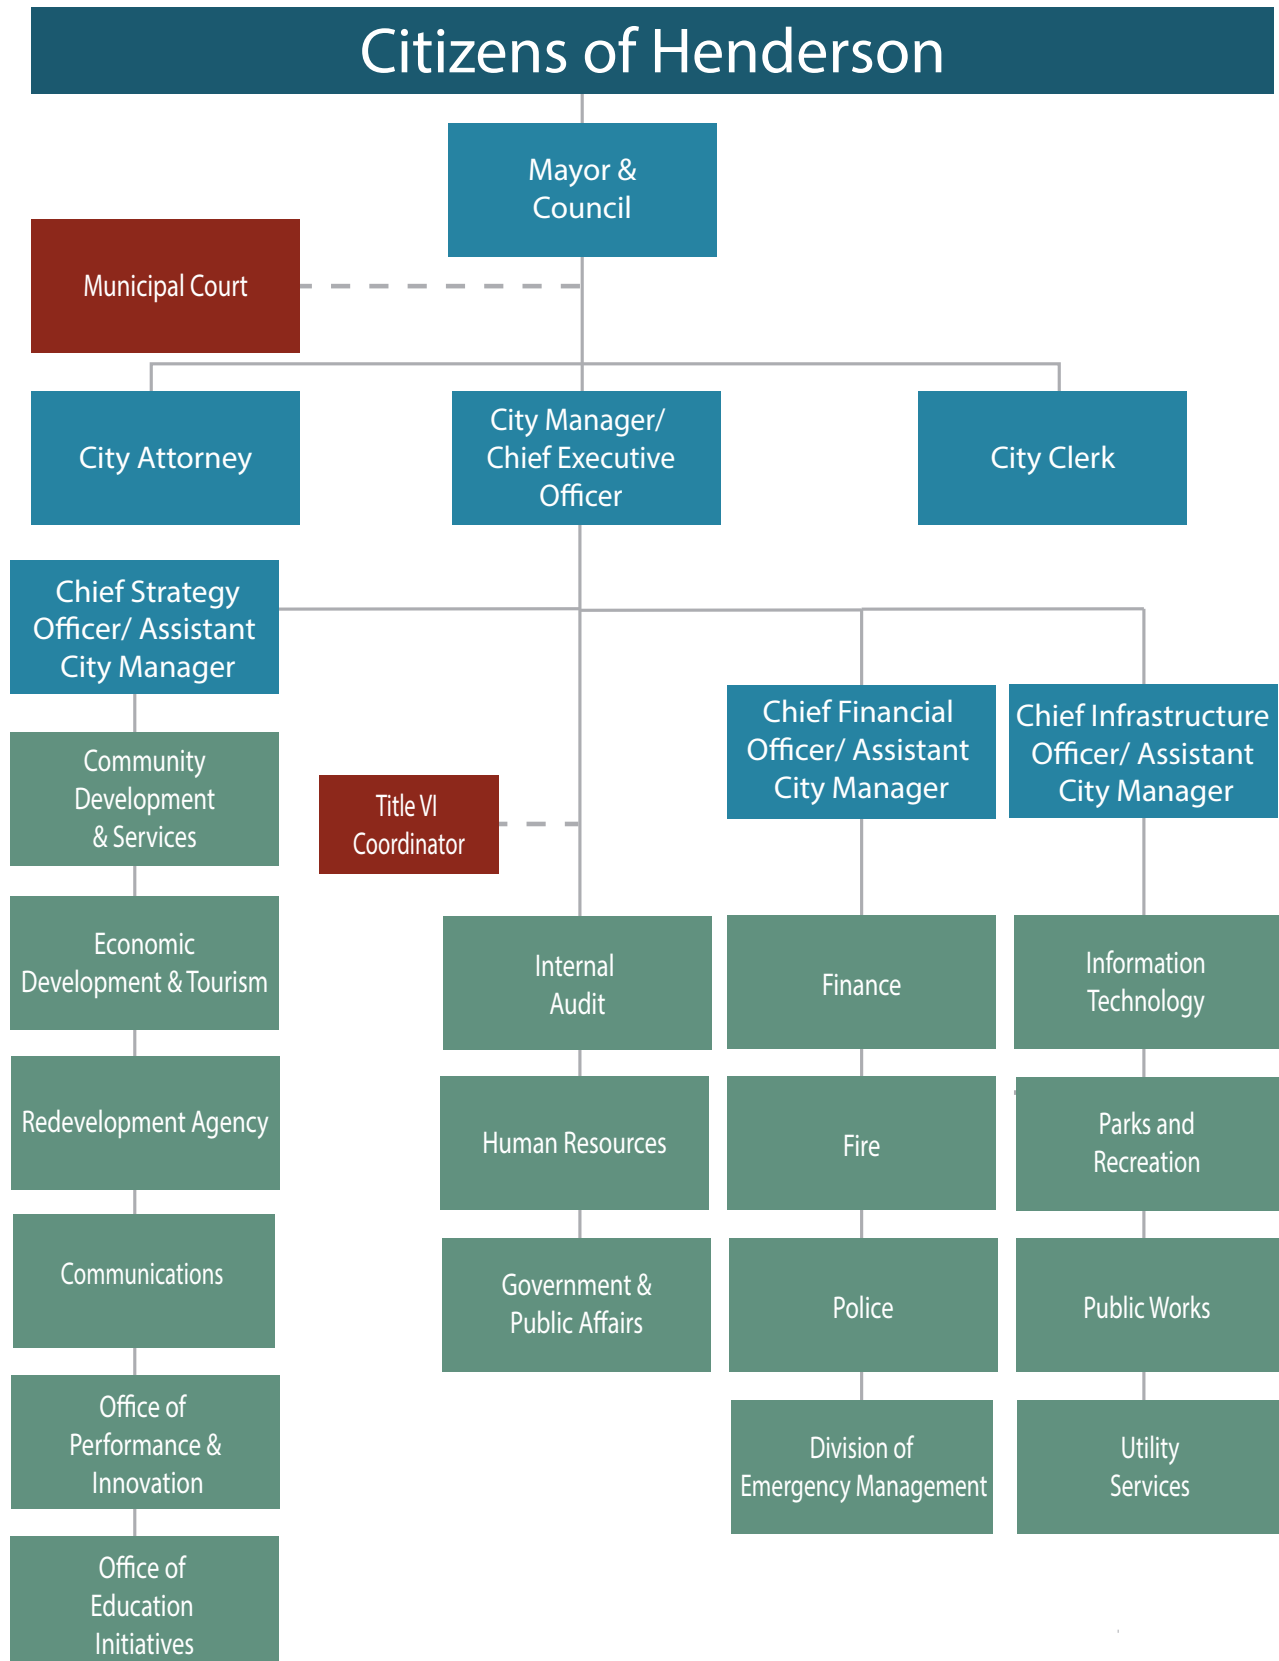 Citizens of Henderson
Mayor &
Council
Municipal Court
City Attorney
City Manager/
Chief Executive
Officer
City Clerk
Chief Strategy
Officer/ Assistant
City Manager
Chief Financial
Officer/ Assistant
City Manager
Chief Infrastructure
Officer/ Assistant
City Manager
Title VI
Coordinator
Community
Development
& Services
Economic
Development & Tourism
Redevelopment Agency
Communications
Office of
Performance &
Innovation
Office of
Education
Initiatives
Internal
Audit
Human Resources
Government &
Public Affairs
Finance
Fire
Police
Division of
Emergency Management
Information
Technology
Parks and
Recreation
Public Works
Utility
Services